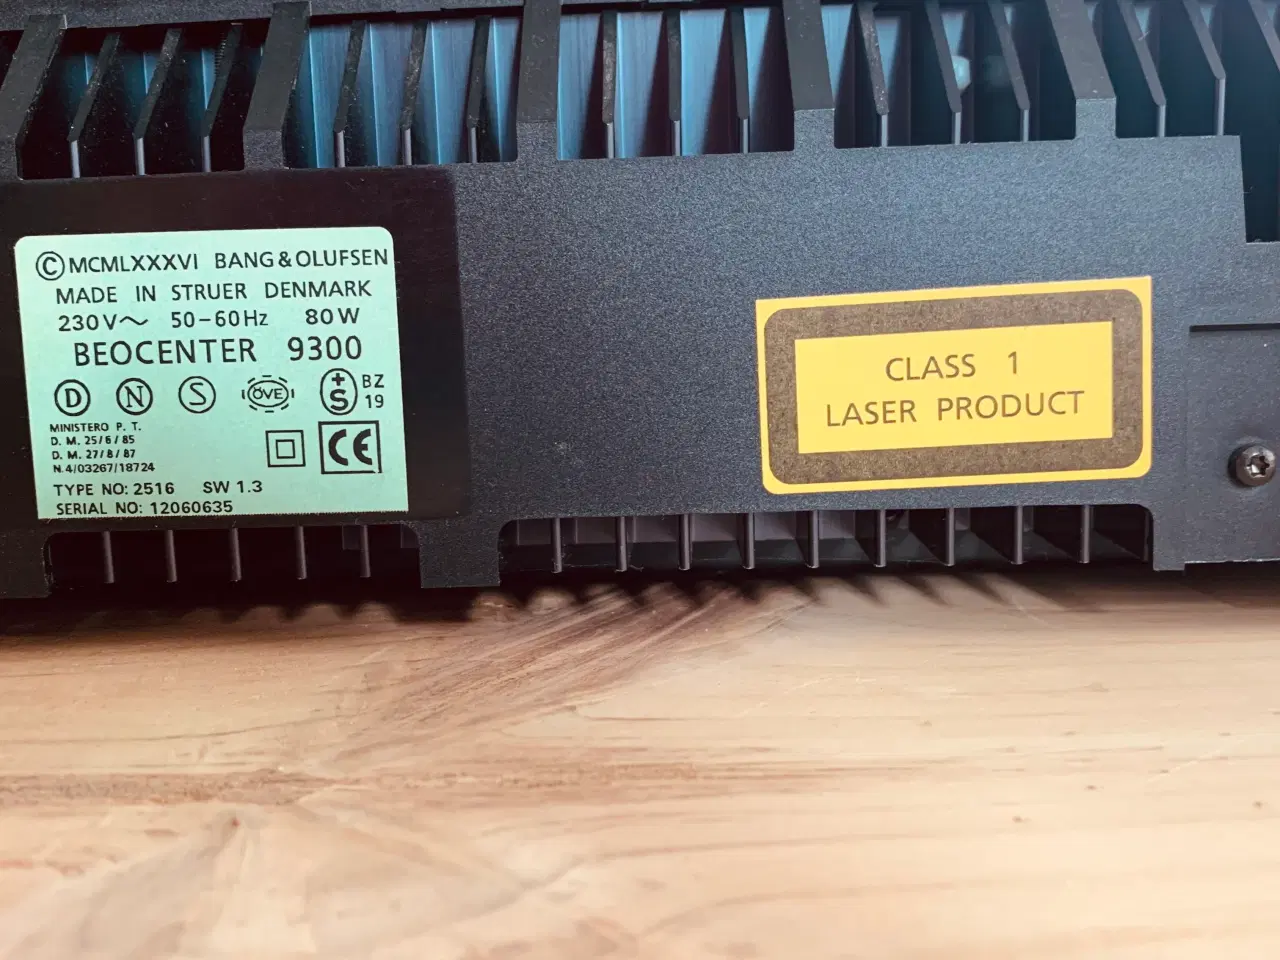 © MCMLXXXVI BANG & OLUFSEN
MADE IN STRUER DENMARK
230V~ 50-60Hz 80W
BEOCENTER 9300
D N S ÖVE +S BZ 19
MINISTERO P. T.
D. M. 25/6/85
D. M. 27/8/87
N.4/03267/18724
CE
TYPE NO: 2516 SW 1.3
SERIAL NO: 12060635
CLASS 1
LASER PRODUCT